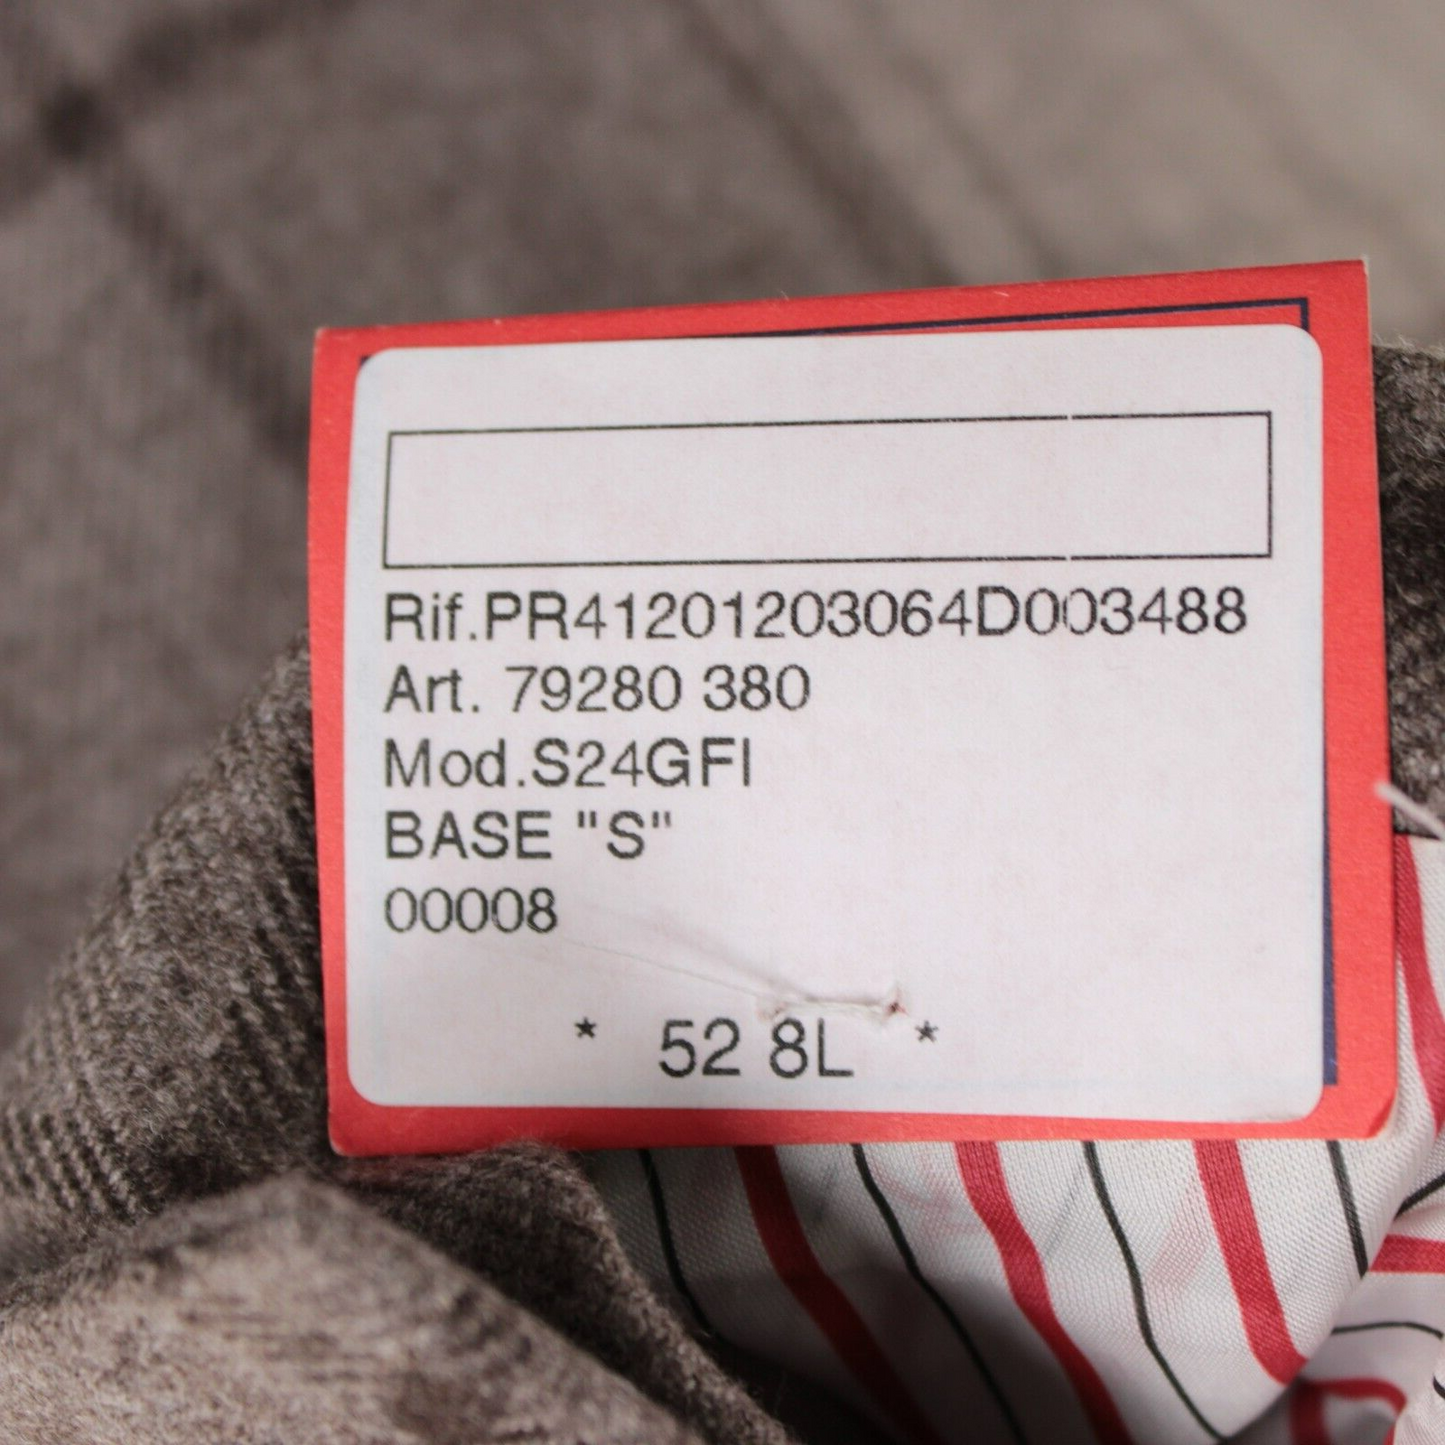 Rif.PR41201203064D003488
Art. 79280 380
Mod.S24GFI
BASE "S"
00008
* 52 8L *